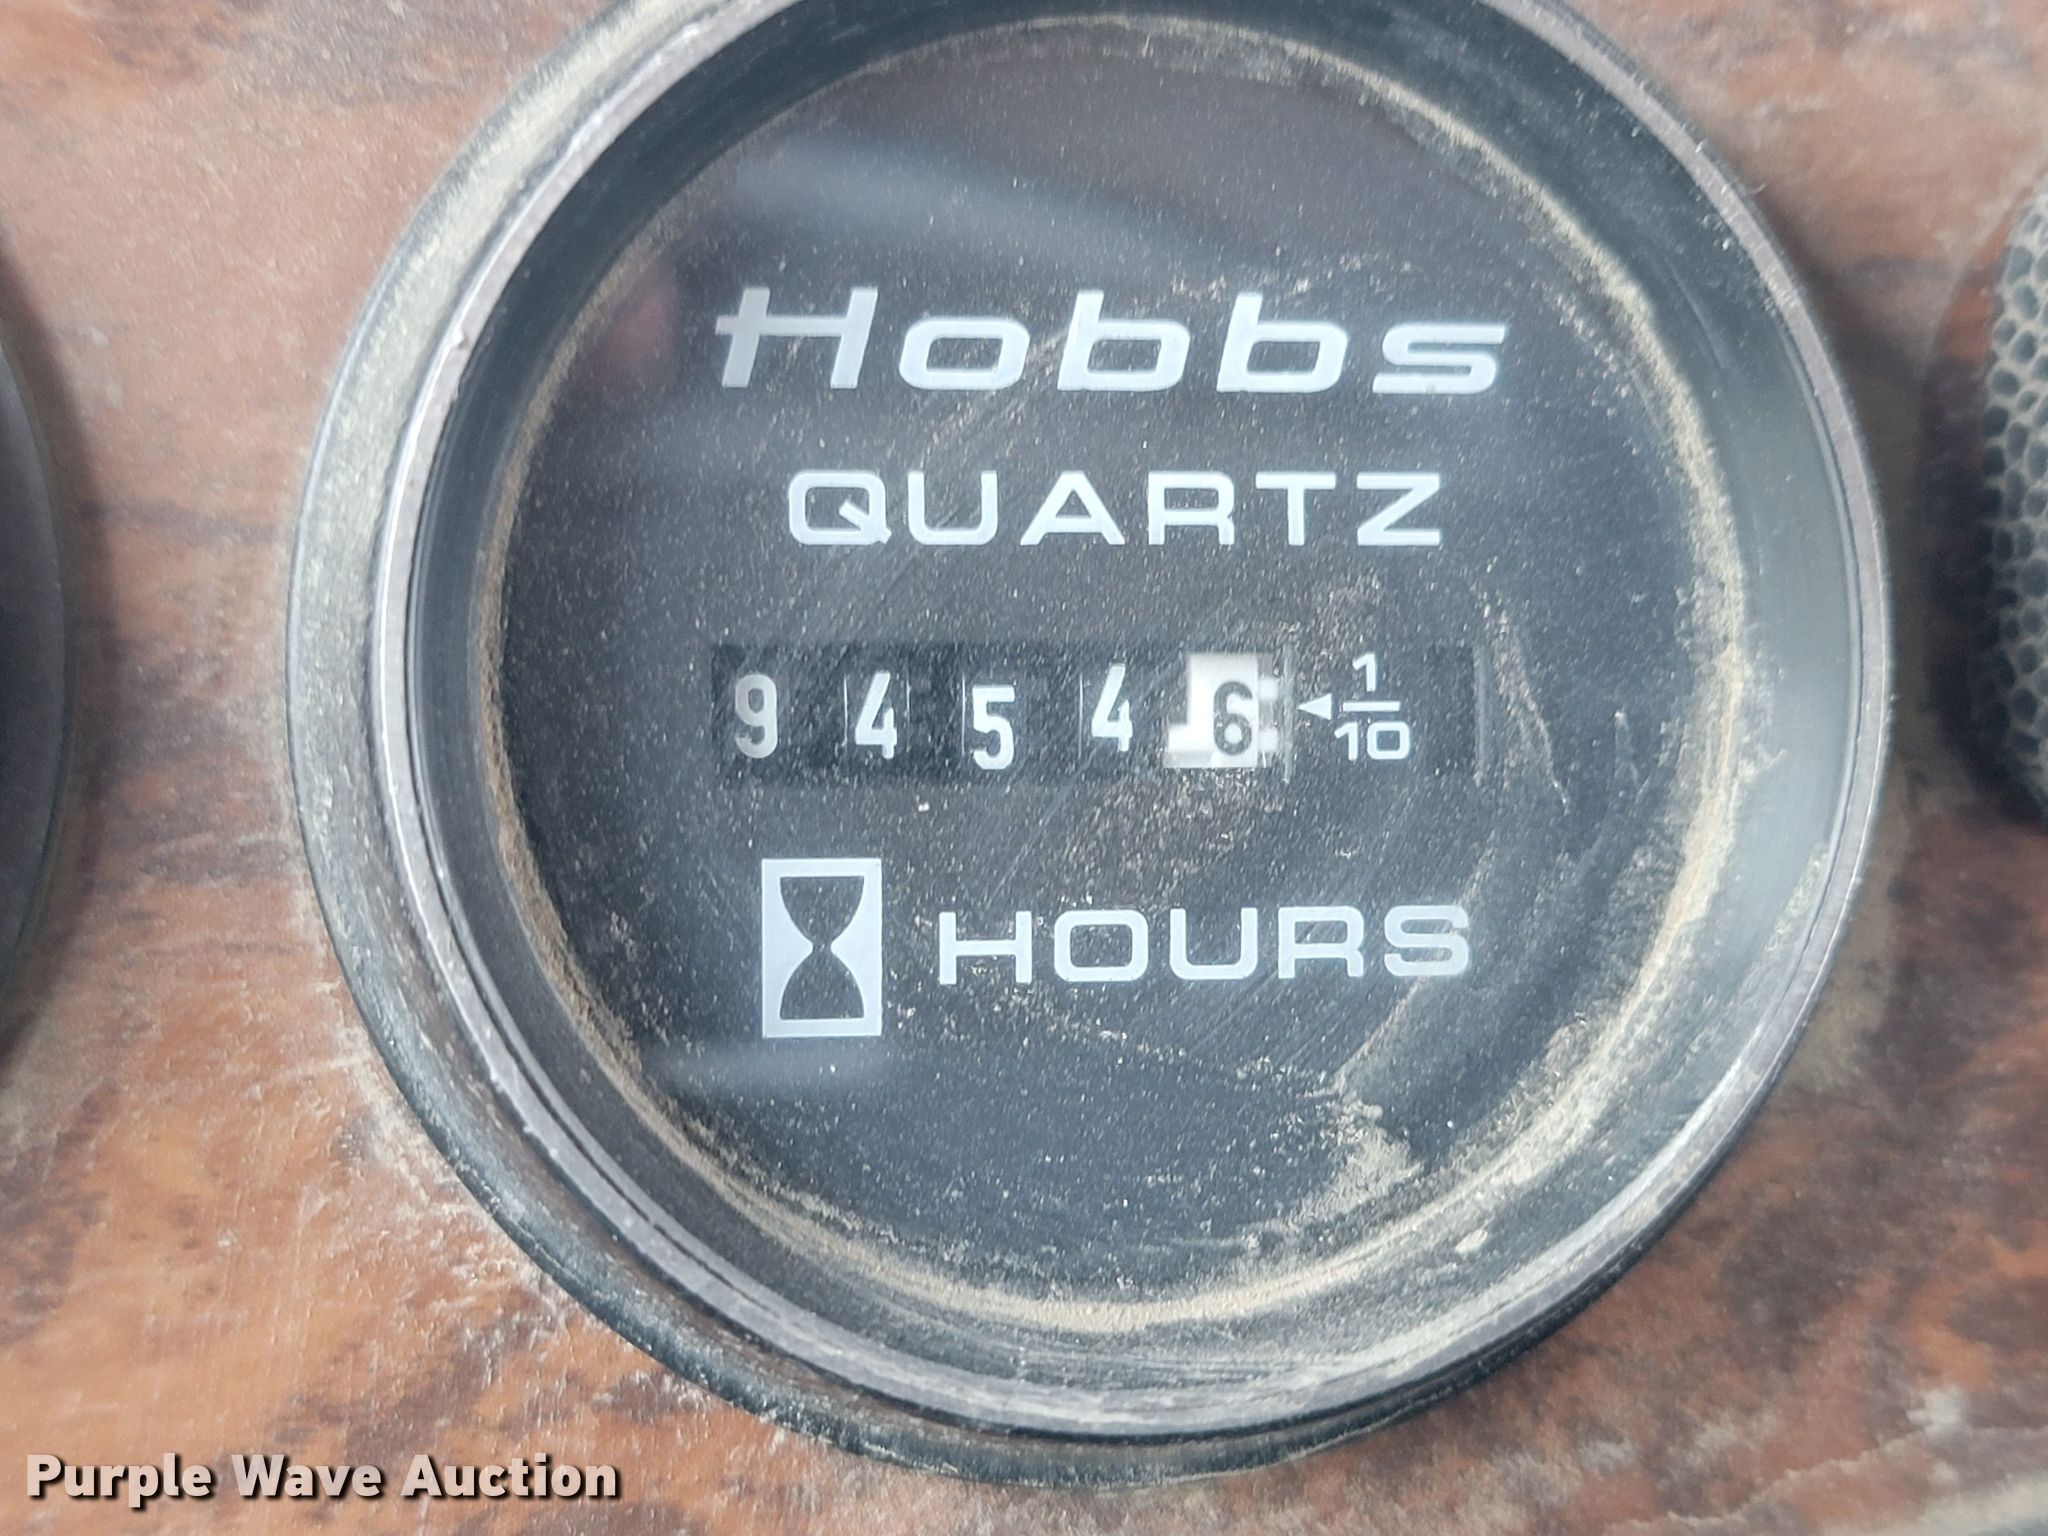 Hobbs
QUARTZ
9 4 5 4 6 ◄ 1/10
HOURS
Purple Wave Auction